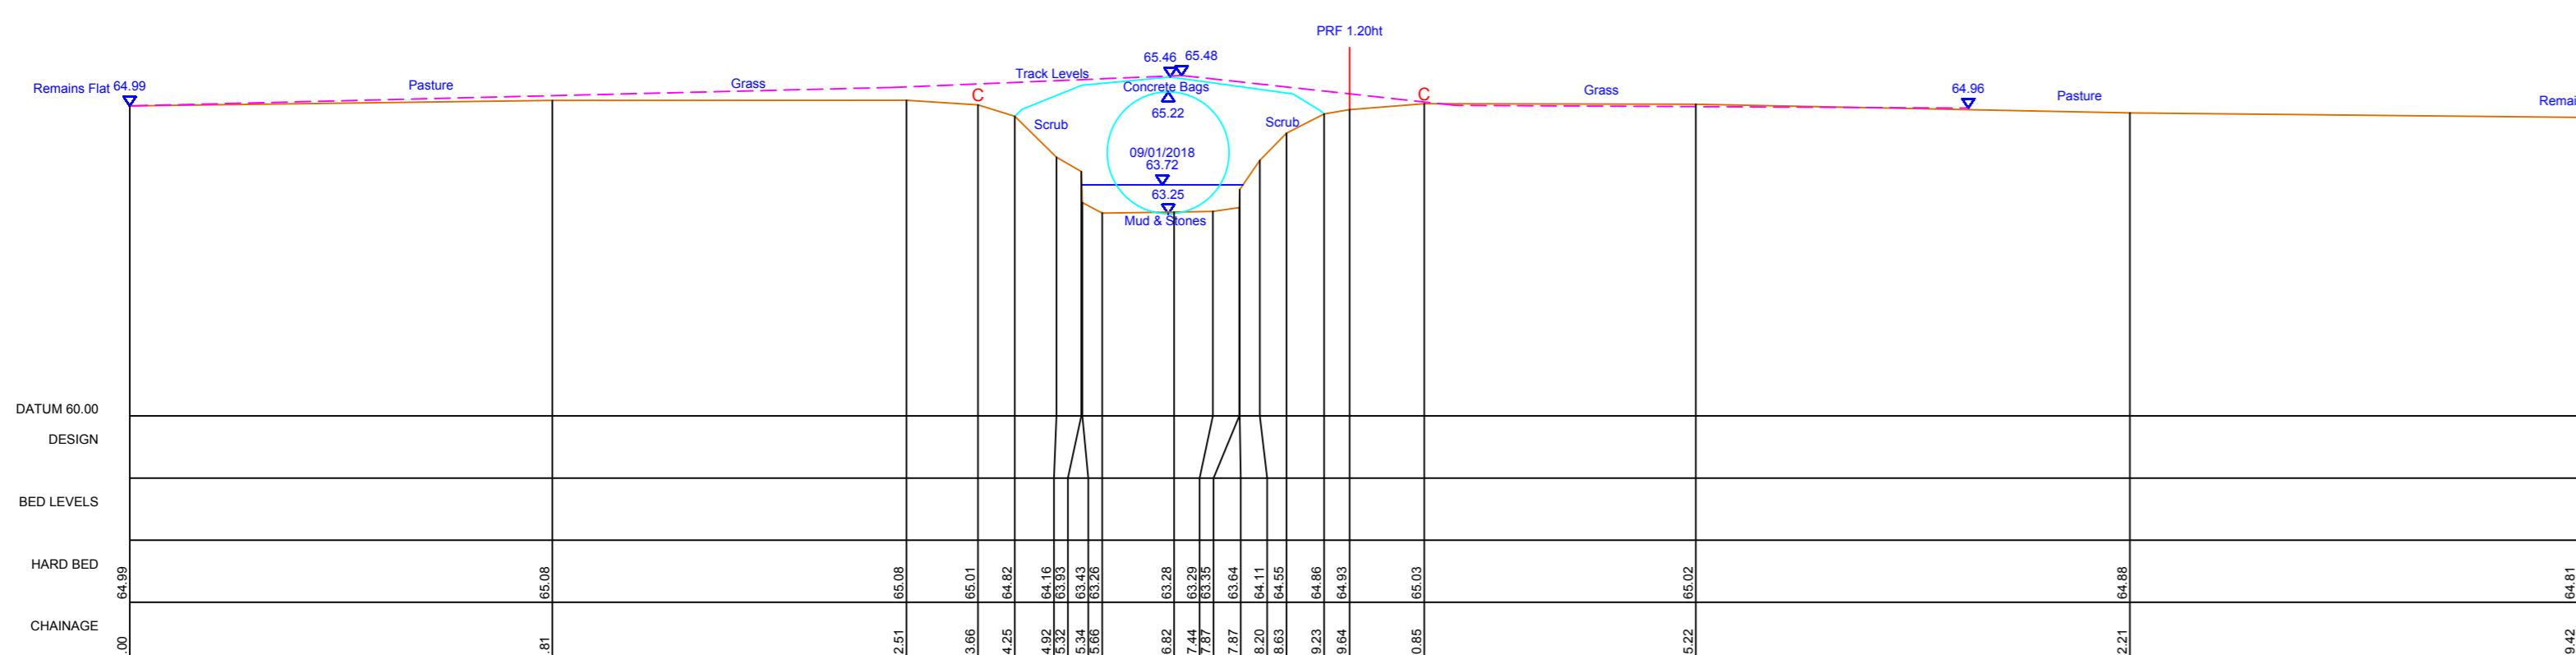 PRF 1.20ht
65.46 65.48
Track Levels
Remains Flat 64.99
Pasture
Grass
Concrete Bags
C
C
65.22
Scrub
Scrub
Grass
64.96
Pasture
09/01/2018
63.72
63.25
Mud & Stones
DATUM 60.00
DESIGN
BED LEVELS
HARD BED
64.99 65.08 65.08 65.01 64.82 64.16 63.93 63.43 63.26 63.28 63.29 63.35 63.64 64.11 64.55 64.86 64.93 65.03 65.02 64.88 64.81
CHAINAGE
.00 .81 2.51 3.66 4.25 4.92 5.32 5.34 5.66 6.82 7.44 7.87 7.87 8.20 8.63 9.23 9.64 0.85 5.22 2.21 9.42